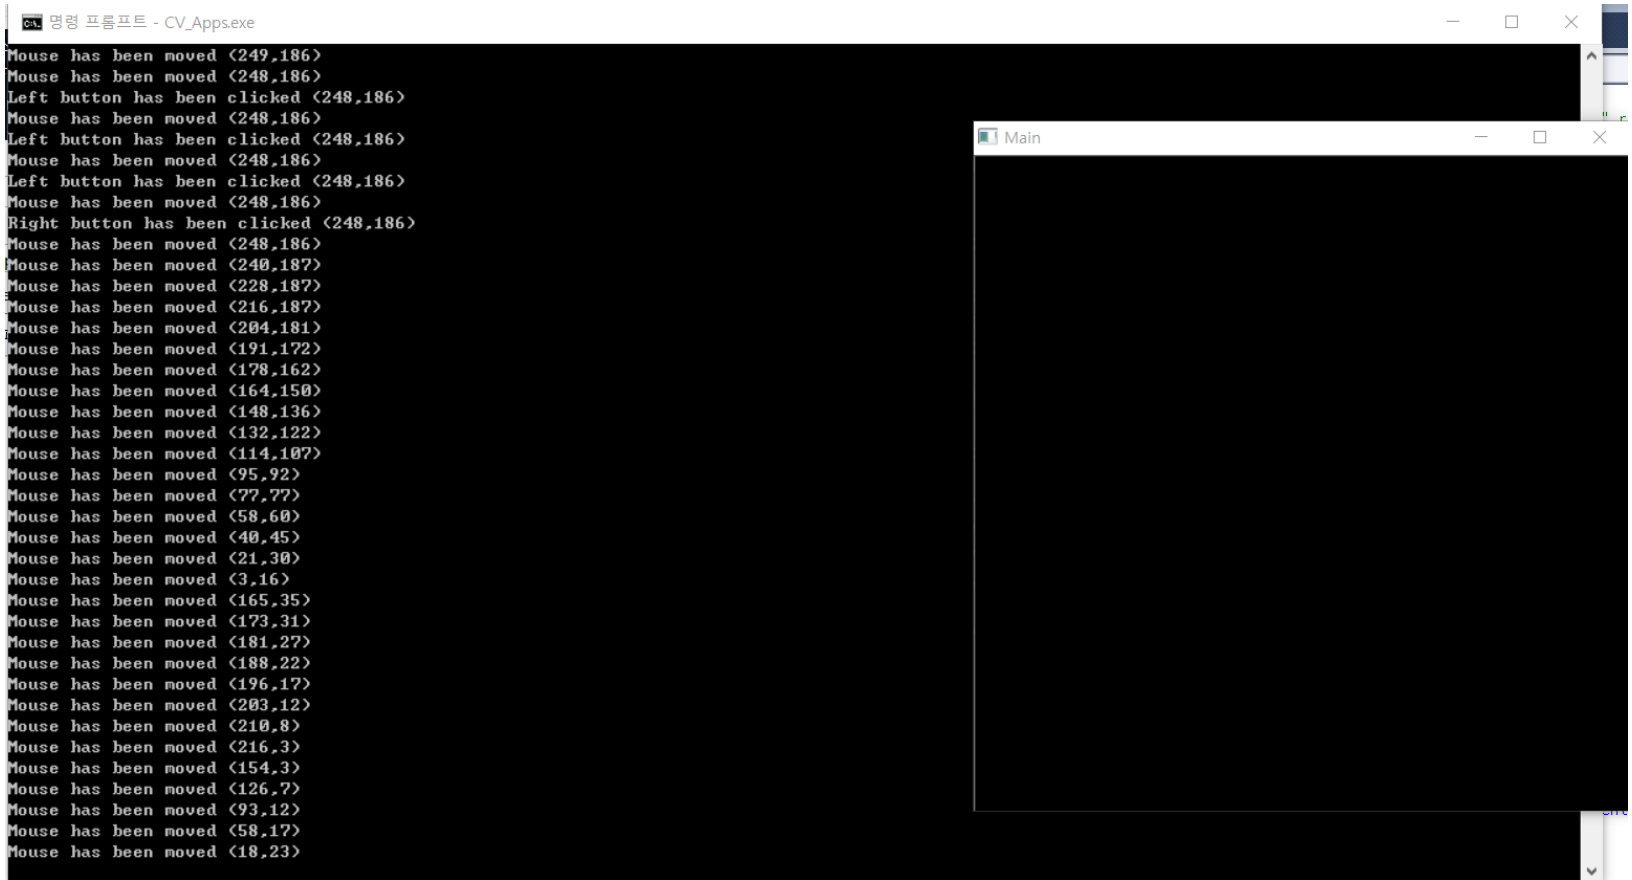 명령 프롬프트 - CV_Apps.exe
Mouse has been moved (249,186)
Mouse has been moved (248,186)
Left button has been clicked (248,186)
Mouse has been moved (248,186)
Left button has been clicked (248,186)
Mouse has been moved (248,186)
Left button has been clicked (248,186)
Mouse has been moved (248,186)
Right button has been clicked (248,186)
Mouse has been moved (248,186)
Mouse has been moved (240,187)
Mouse has been moved (228,187)
Mouse has been moved (216,187)
Mouse has been moved (204,181)
Mouse has been moved (191,172)
Mouse has been moved (178,162)
Mouse has been moved (164,150)
Mouse has been moved (148,136)
Mouse has been moved (132,122)
Mouse has been moved (114,107)
Mouse has been moved (95,92)
Mouse has been moved (77,77)
Mouse has been moved (58,60)
Mouse has been moved (40,45)
Mouse has been moved (21,30)
Mouse has been moved (3,16)
Mouse has been moved (165,35)
Mouse has been moved (173,31)
Mouse has been moved (181,27)
Mouse has been moved (188,22)
Mouse has been moved (196,17)
Mouse has been moved (203,12)
Mouse has been moved (210,8)
Mouse has been moved (216,3)
Mouse has been moved (154,3)
Mouse has been moved (126,7)
Mouse has been moved (93,12)
Mouse has been moved (58,17)
Mouse has been moved (18,23)
Main